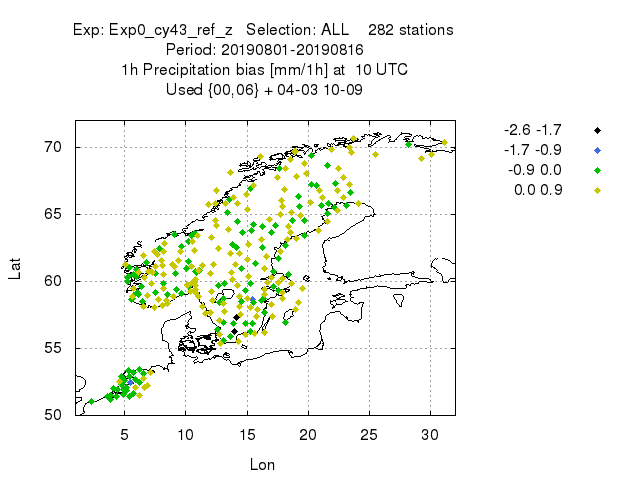 Exp: Exp0_cy43_ref_z Selection: ALL 282 stations
Period: 20190801-20190816
1h Precipitation bias [mm/1h] at 10 UTC
Used {00,06} + 04-03 10-09
-2.6 -1.7
-1.7 -0.9
-0.9 0.0
0.0 0.9
70
65
60
55
50
Lat
5 10 15 20 25 30
Lon